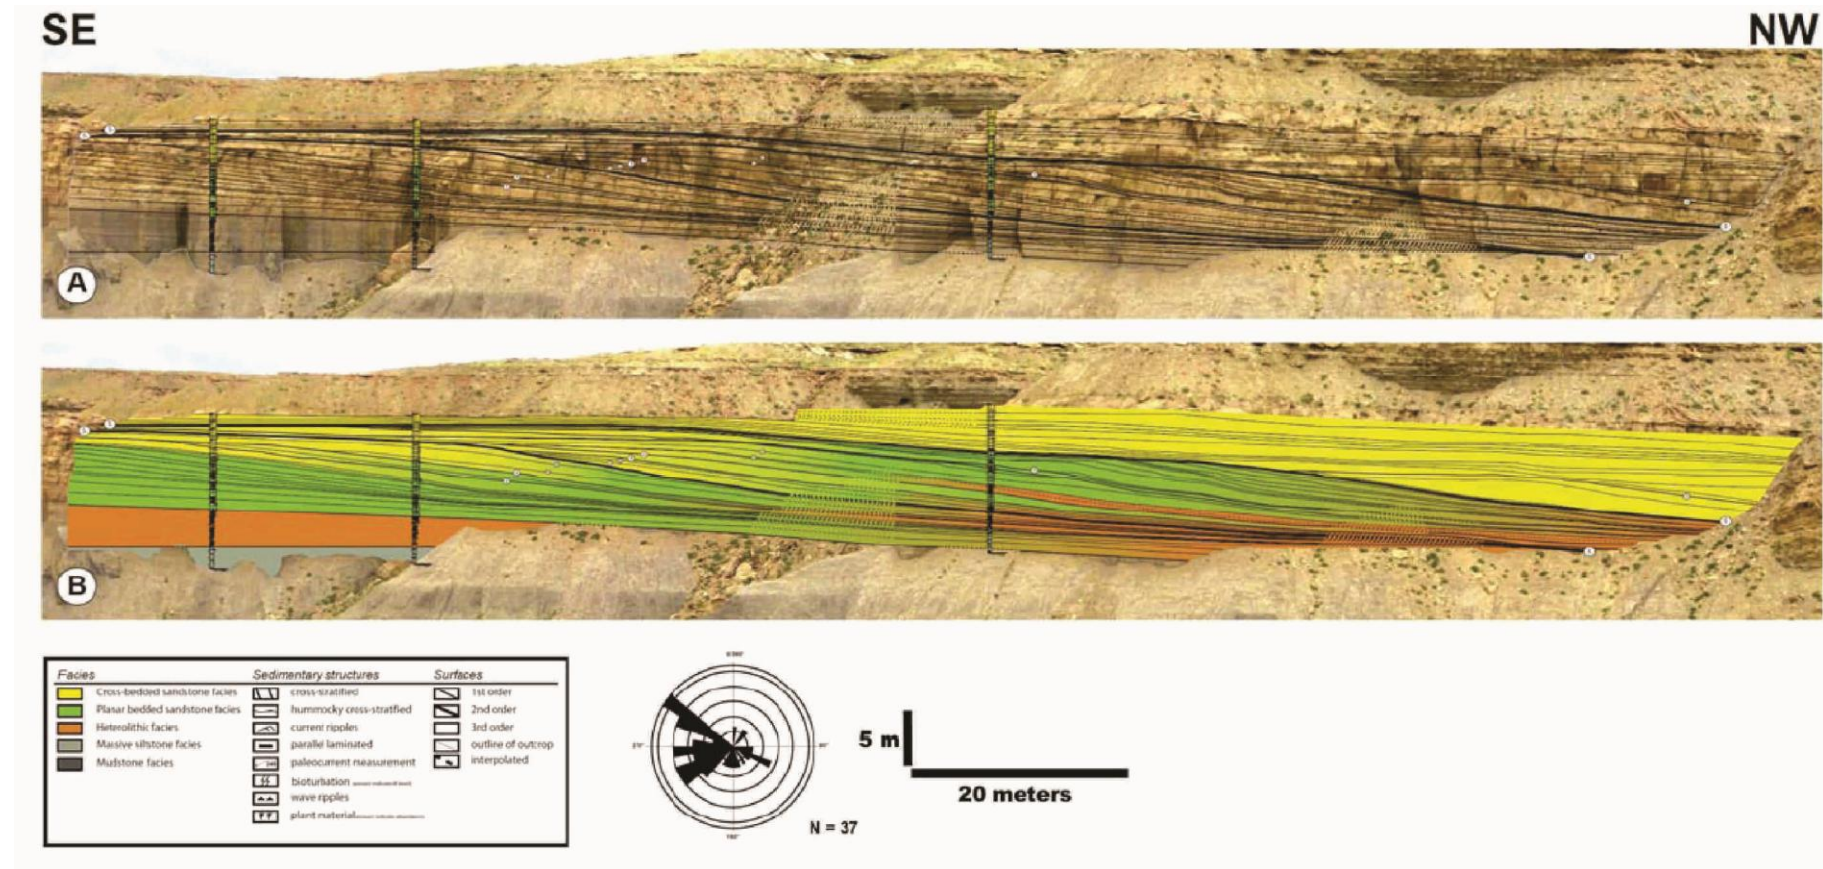 SE
NW
A
B
Facies
Cross-bedded sandstone facies
Planar bedded sandstone facies
Heterolithic facies
Massive siltstone facies
Mudstone facies
Sedimentary structures
cross-stratified
hummocky cross-stratified
current ripples
paralle laminated
paleocurrent measurement
bioturbation
wave ripples
plant material
Surfaces
1st order
2nd order
3rd order
outline of outcrop
interpolated
N = 37
5 m
20 meters